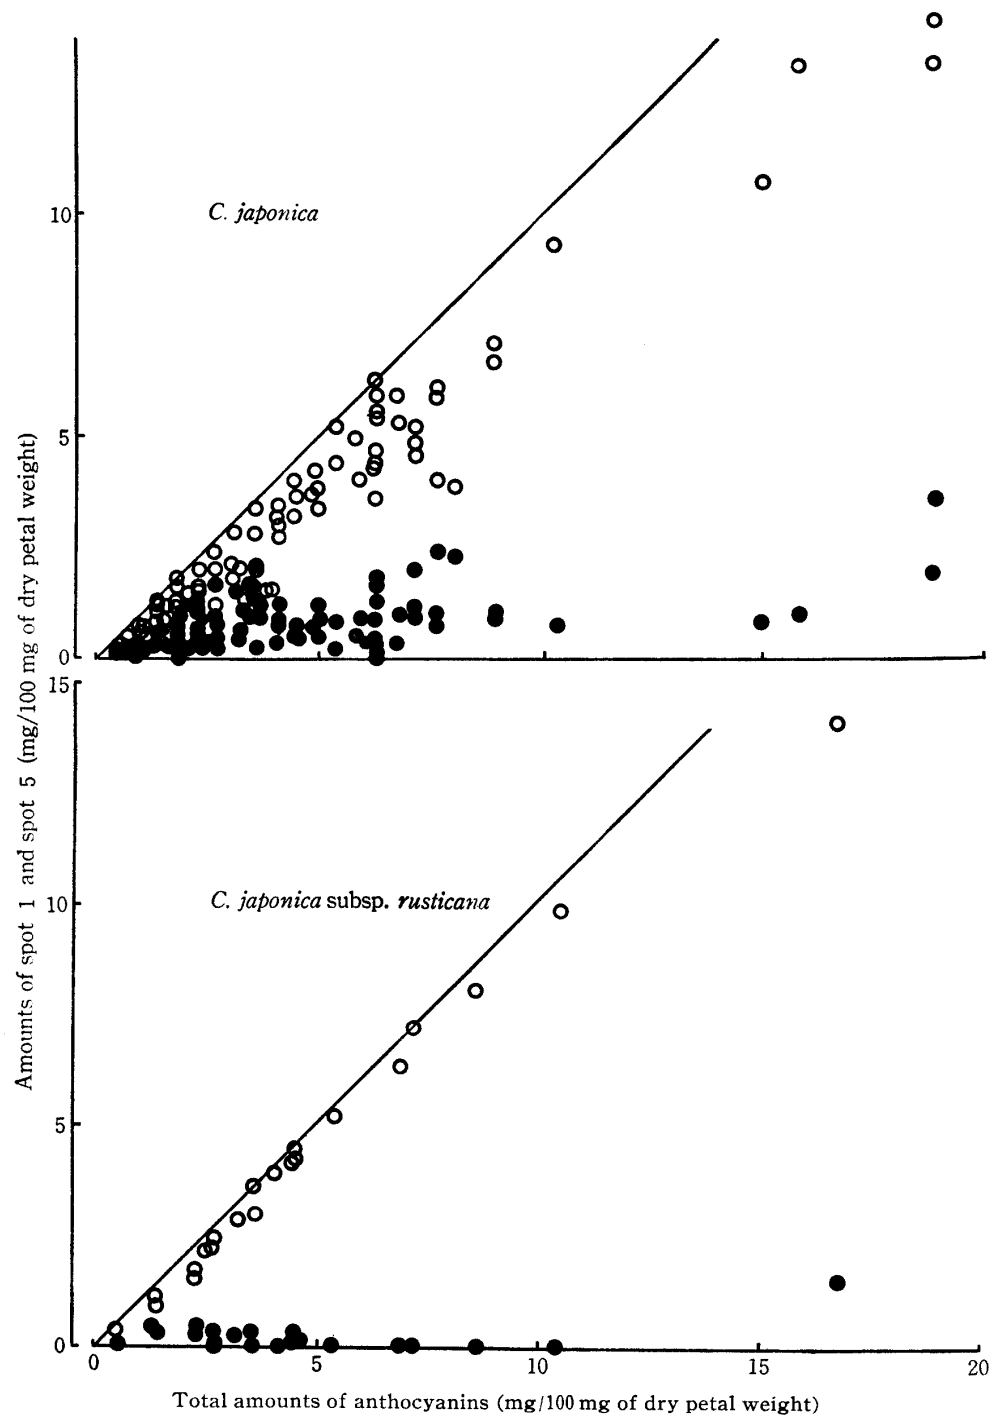 10
C. japonica
5
0
15
10
C. japonica subsp. rusticana
5
0
0 5 10 15 20
Amounts of spot 1 and spot 5 (mg/100 mg of dry petal weight)
Total amounts of anthocyanins (mg/100 mg of dry petal weight)